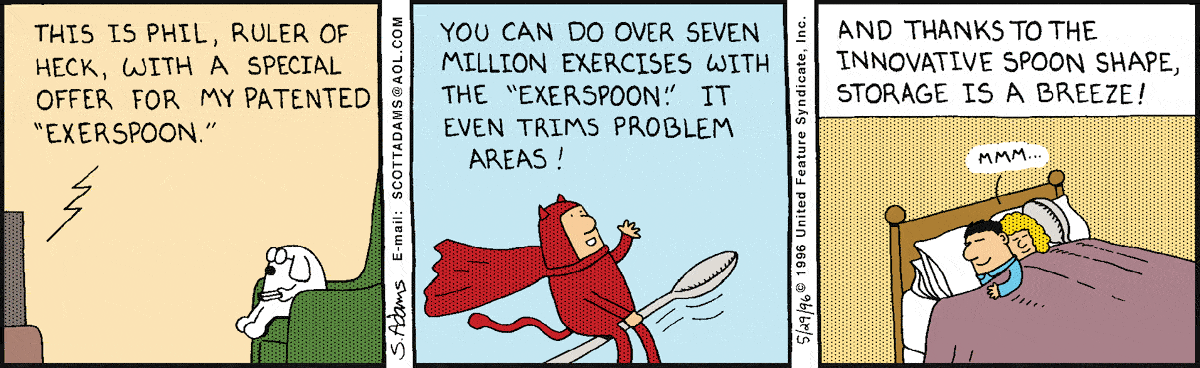 THIS IS PHIL, RULER OF
HECK, WITH A SPECIAL
OFFER FOR MY PATENTED
"EXERSPOON."
S. Adams
E-mail: SCOTTADAMS@AOL.COM
YOU CAN DO OVER SEVEN
MILLION EXERCISES WITH
THE "EXERSPOON." IT
EVEN TRIMS PROBLEM
AREAS!
5/29/96 © 1996 United Feature Syndicate, Inc.
AND THANKS TO THE
INNOVATIVE SPOON SHAPE,
STORAGE IS A BREEZE!
MMM...